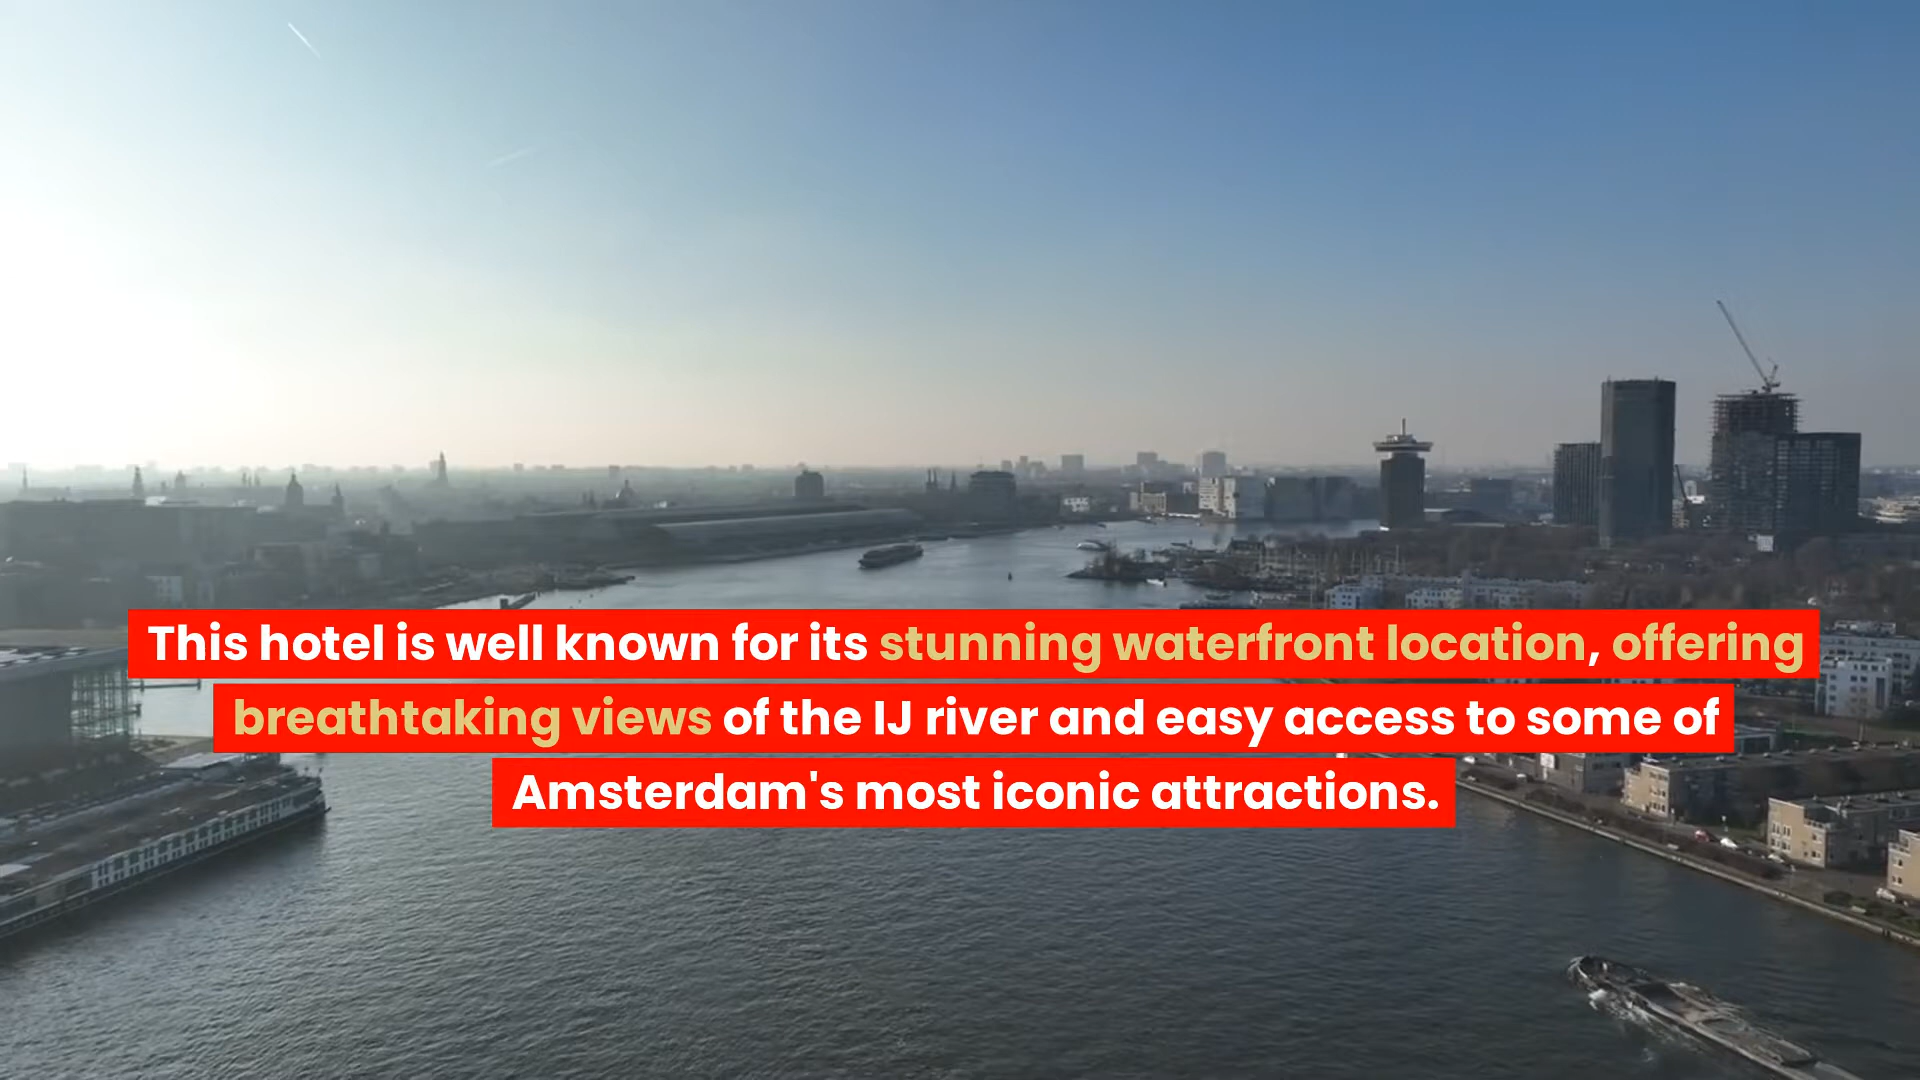 This hotel is well known for its stunning waterfront location, offering
breathtaking views of the IJ river and easy access to some of
Amsterdam's most iconic attractions.